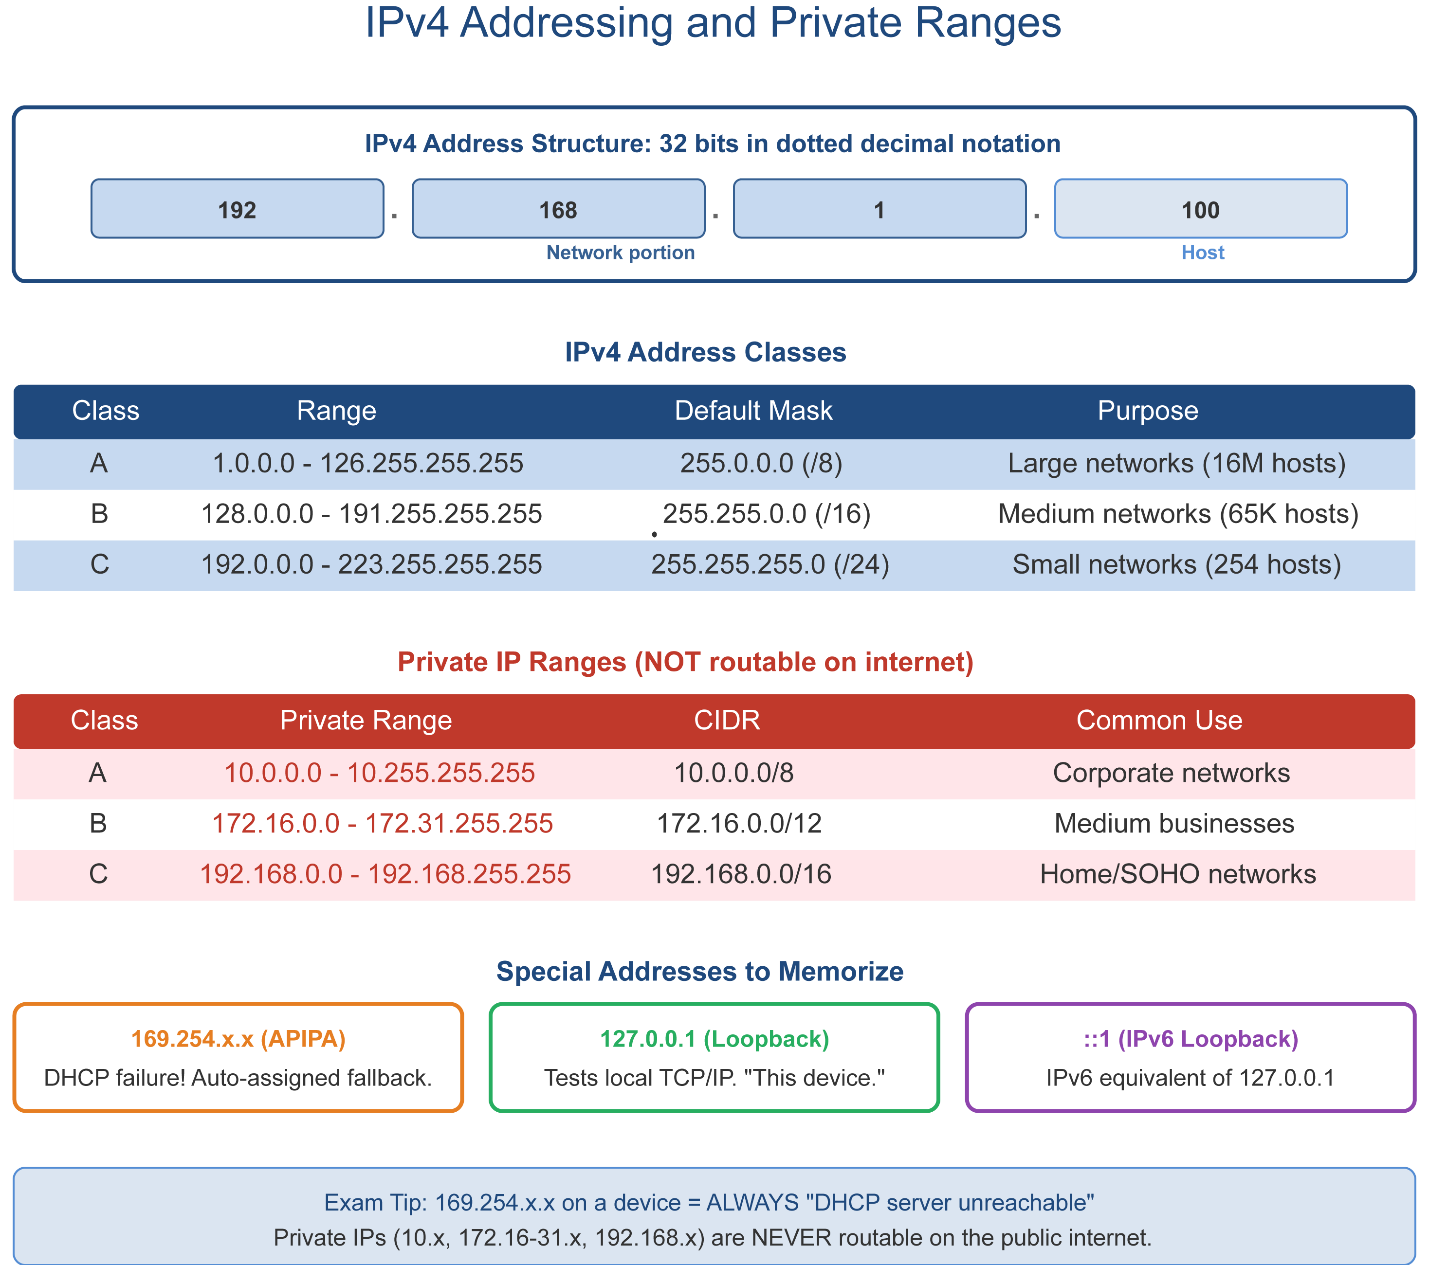 IPv4 Addressing and Private Ranges
IPv4 Address Structure: 32 bits in dotted decimal notation
192 . 168 . 1 . 100
Network portion Host
IPv4 Address Classes
Class Range Default Mask Purpose
A 1.0.0.0 - 126.255.255.255 255.0.0.0 (/8) Large networks (16M hosts)
B 128.0.0.0 - 191.255.255.255 255.255.0.0 (/16) Medium networks (65K hosts)
C 192.0.0.0 - 223.255.255.255 255.255.255.0 (/24) Small networks (254 hosts)
Private IP Ranges (NOT routable on internet)
Class Private Range CIDR Common Use
A 10.0.0.0 - 10.255.255.255 10.0.0.0/8 Corporate networks
B 172.16.0.0 - 172.31.255.255 172.16.0.0/12 Medium businesses
C 192.168.0.0 - 192.168.255.255 192.168.0.0/16 Home/SOHO networks
Special Addresses to Memorize
169.254.x.x (APIPA)
DHCP failure! Auto-assigned fallback.
127.0.0.1 (Loopback)
Tests local TCP/IP. "This device."
::1 (IPv6 Loopback)
IPv6 equivalent of 127.0.0.1
Exam Tip: 169.254.x.x on a device = ALWAYS "DHCP server unreachable"
Private IPs (10.x, 172.16-31.x, 192.168.x) are NEVER routable on the public internet.